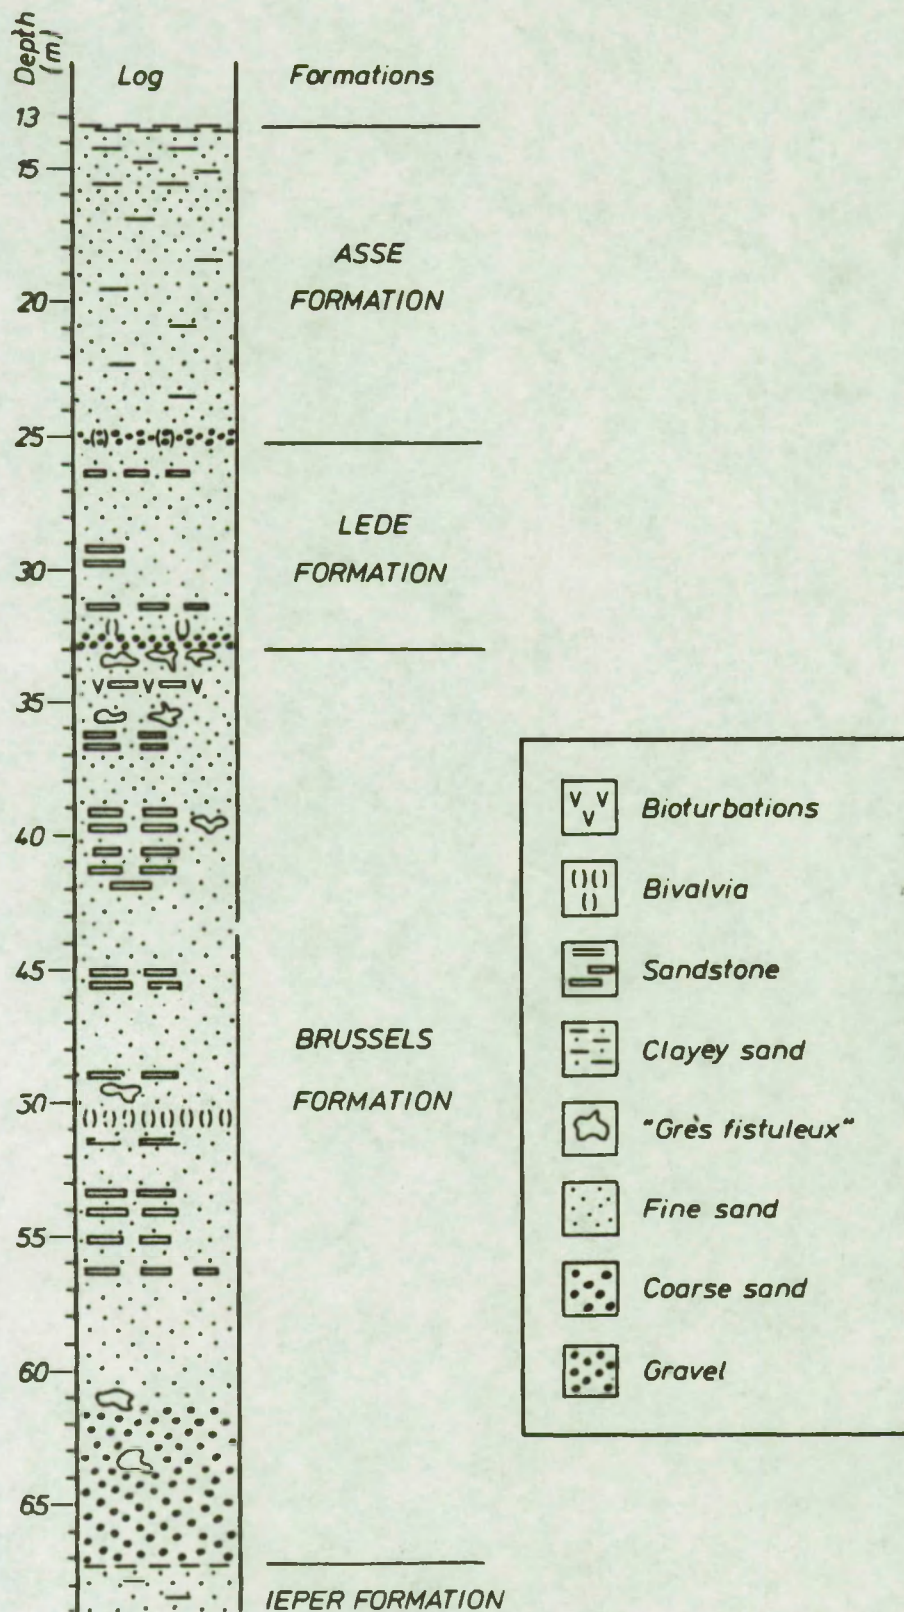 Depth (m)
Log
Formations
13
15
20
25
30
35
40
45
50
55
60
65
ASSE
FORMATION
LEDE
FORMATION
BRUSSELS
FORMATION
IEPER FORMATION
V V V
V V
V
Bioturbations
Bivalvia
Sandstone
Clayey sand
"Grès fistuleux"
Fine sand
Coarse sand
Gravel